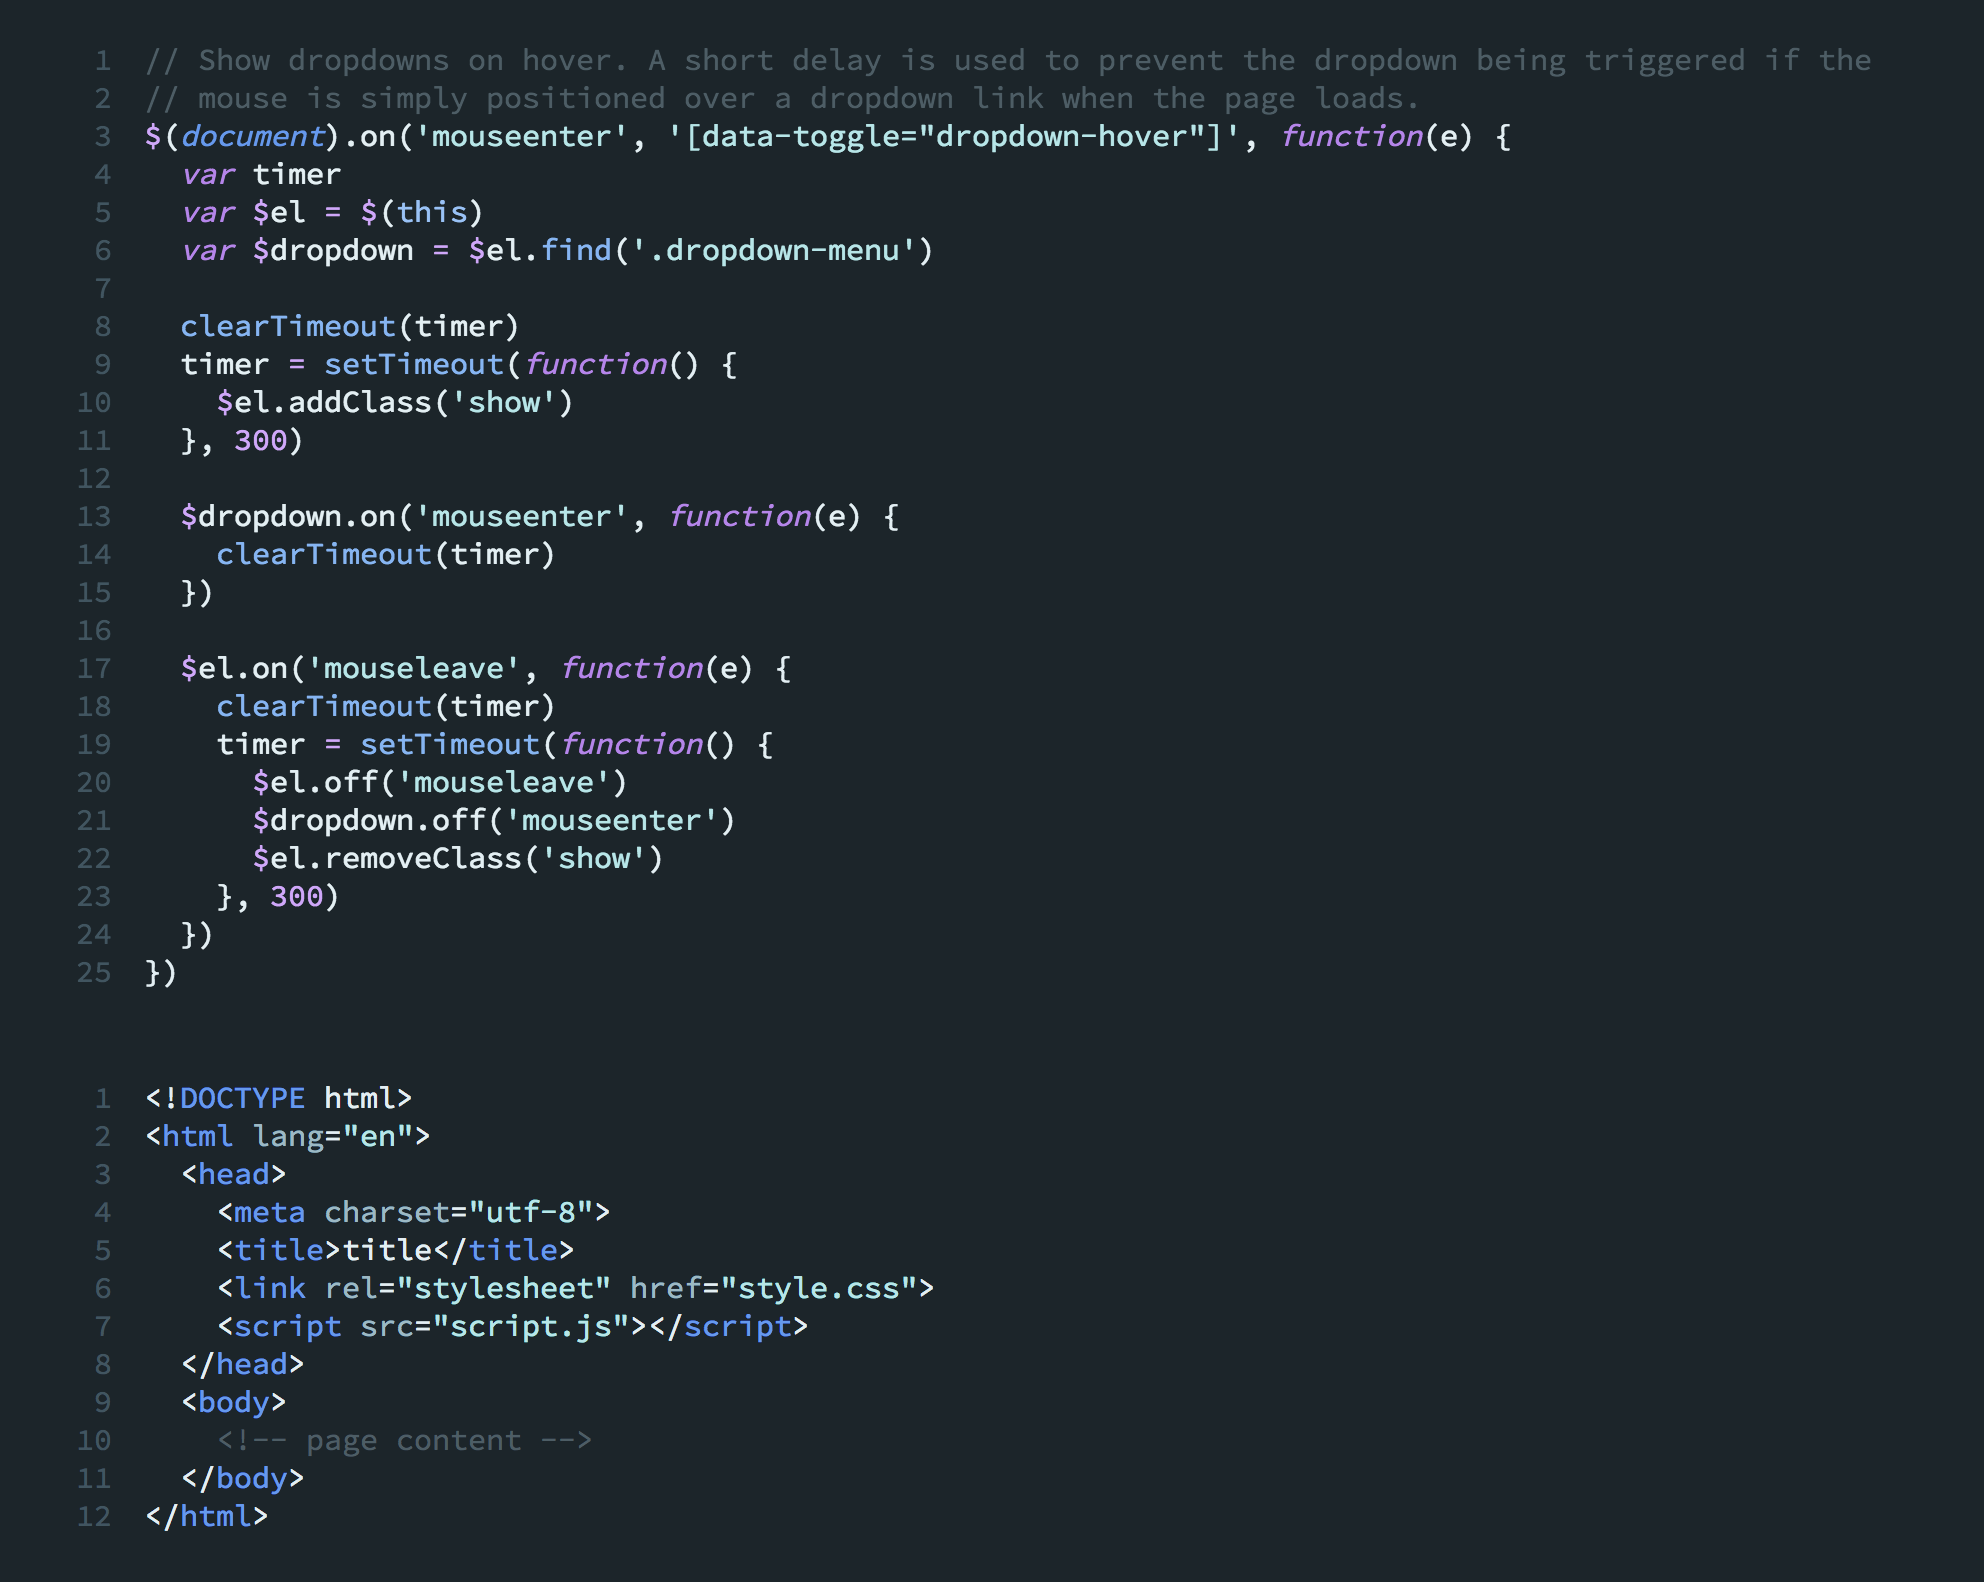 1 // Show dropdowns on hover. A short delay is used to prevent the dropdown being triggered if the
2 // mouse is simply positioned over a dropdown link when the page loads.
3 $(document).on('mouseenter', '[data-toggle="dropdown-hover"]', function(e) {
4   var timer
5   var $el = $(this)
6   var $dropdown = $el.find('.dropdown-menu')
7
8   clearTimeout(timer)
9   timer = setTimeout(function() {
10     $el.addClass('show')
11   }, 300)
12
13   $dropdown.on('mouseenter', function(e) {
14     clearTimeout(timer)
15   })
16
17   $el.on('mouseleave', function(e) {
18     clearTimeout(timer)
19     timer = setTimeout(function() {
20       $el.off('mouseleave')
21       $dropdown.off('mouseenter')
22       $el.removeClass('show')
23     }, 300)
24   })
25 })
1 <!DOCTYPE html>
2 <html lang="en">
3   <head>
4     <meta charset="utf-8">
5     <title>title</title>
6     <link rel="stylesheet" href="style.css">
7     <script src="script.js"></script>
8   </head>
9   <body>
10     <!-- page content -->
11   </body>
12 </html>